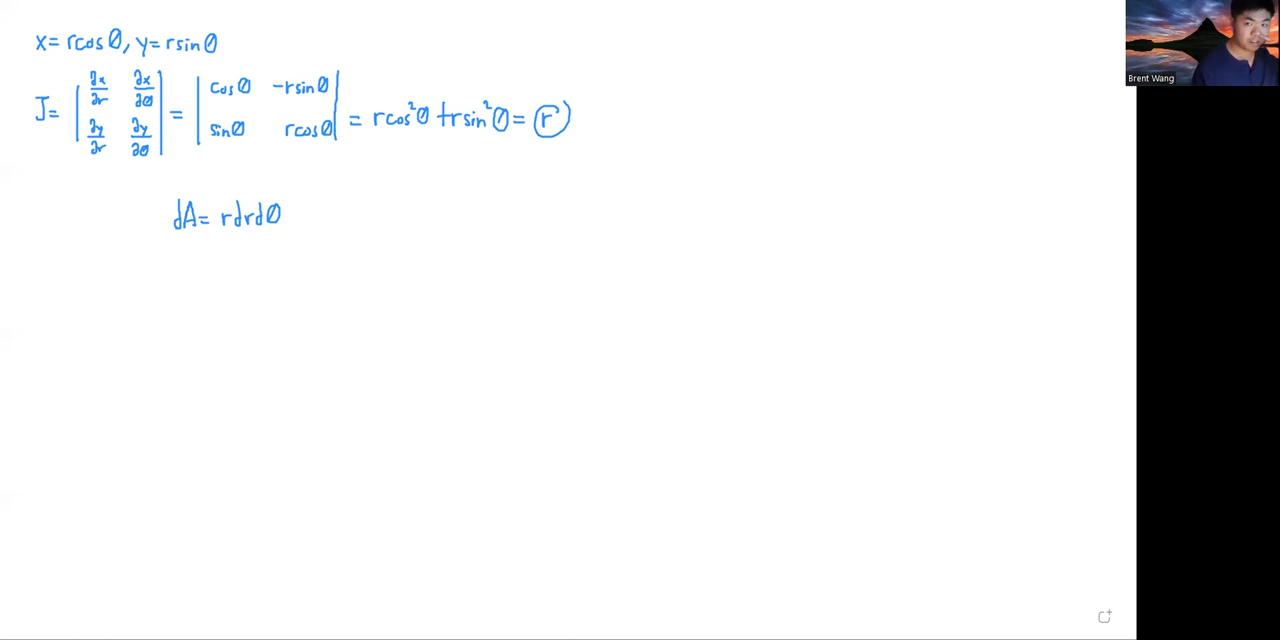 x = rcosθ, y = rsinθ
J = | ∂x/∂r ∂x/∂θ ; ∂y/∂r ∂y/∂θ | = | cosθ -rsinθ ; sinθ rcosθ | = rcos²θ + rsin²θ = r
dA = rdrdθ
Brent Wang